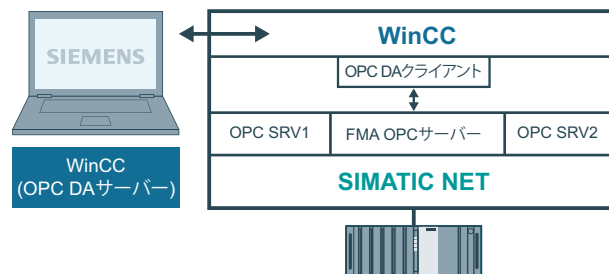 SIEMENS
WinCC
(OPC DAサーバー)
WinCC
OPC DAクライアント
OPC SRV1
FMA OPCサーバー
OPC SRV2
SIMATIC NET